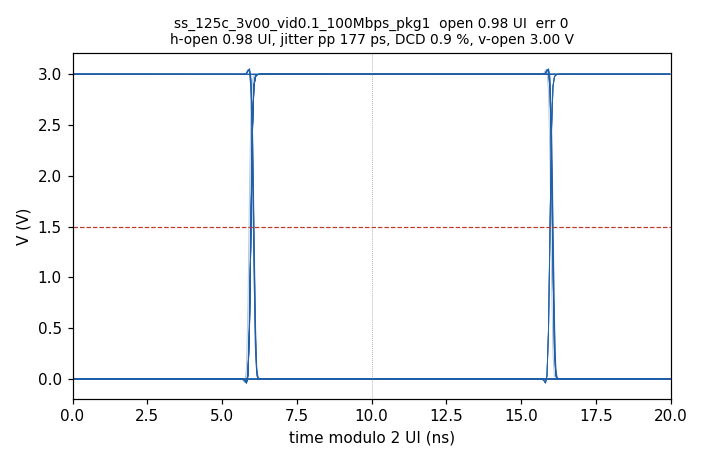 ss_125c_3v00_vid0.1_100Mbps_pkg1  open 0.98 UI  err 0
h-open 0.98 UI, jitter pp 177 ps, DCD 0.9 %, v-open 3.00 V
3.0
2.5
2.0
1.5
1.0
0.5
0.0
V (V)
0.0 2.5 5.0 7.5 10.0 12.5 15.0 17.5 20.0
time modulo 2 UI (ns)